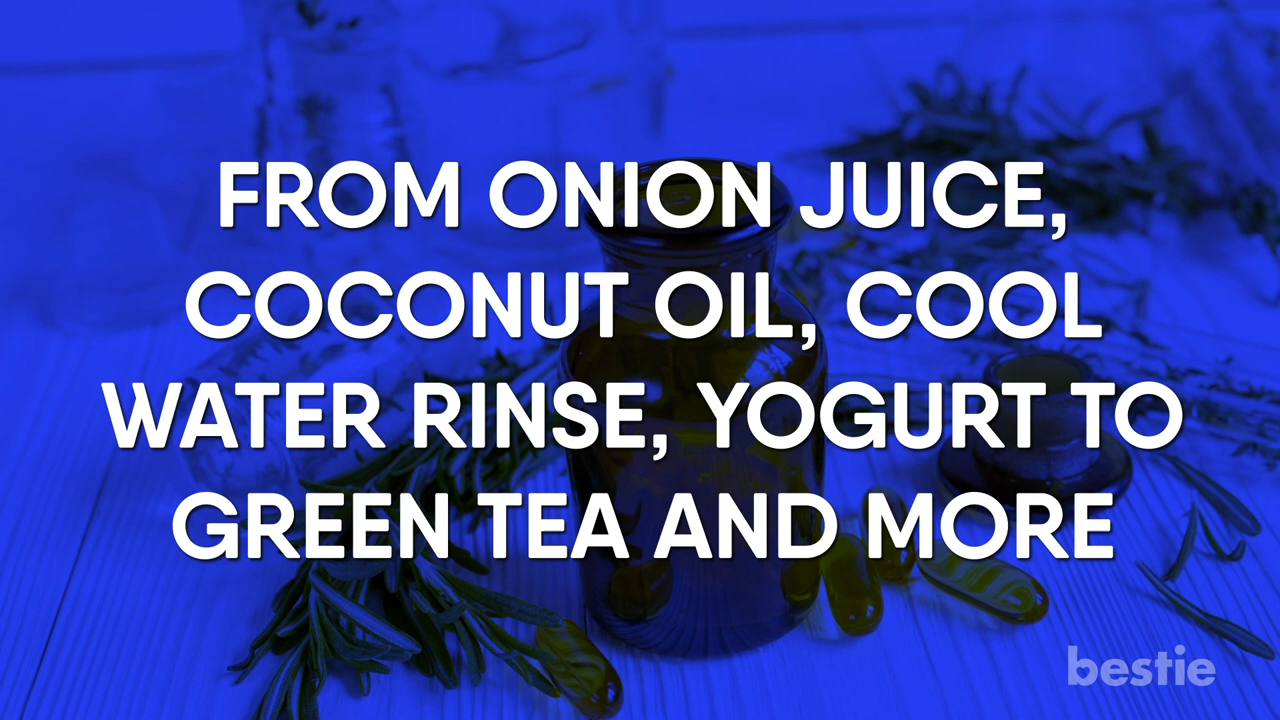 FROM ONION JUICE,
COCONUT OIL, COOL
WATER RINSE, YOGURT TO
GREEN TEA AND MORE
bestie